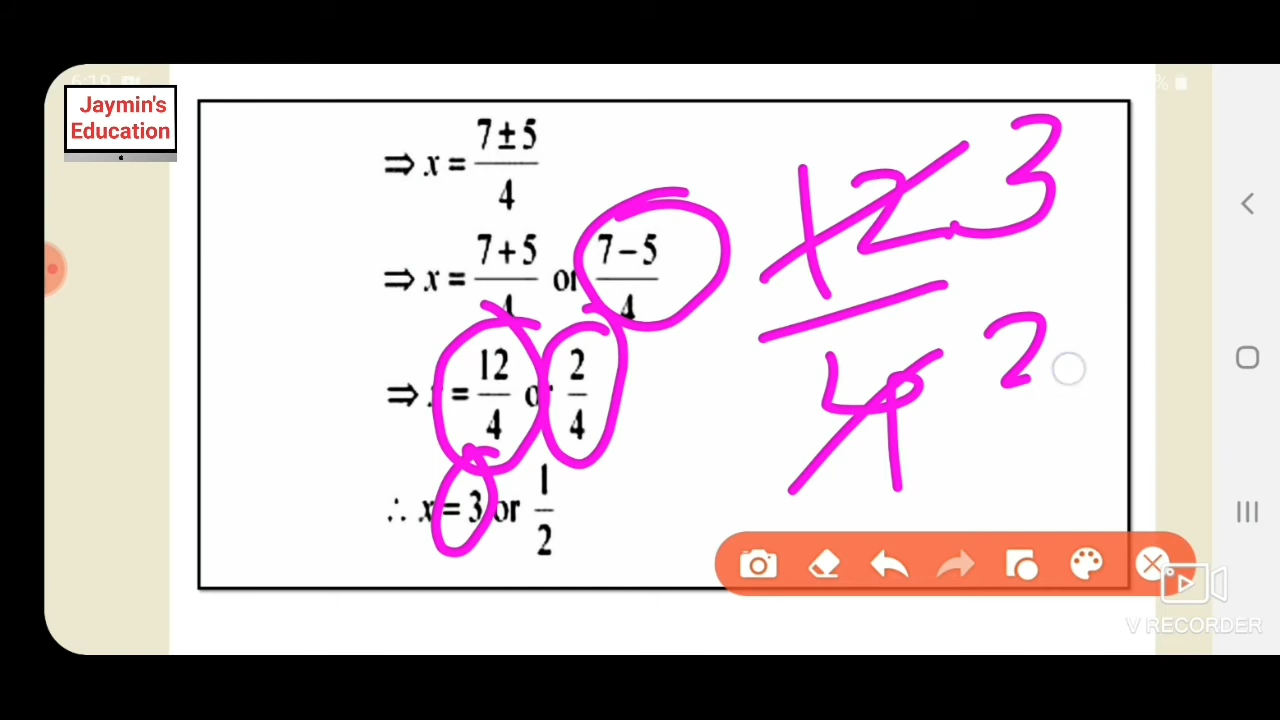 Jaymin's
Education
⇒ x = 7 ± 5 / 4
⇒ x = 7 + 5 / 4 or 7 − 5 / 4
⇒ x = 12 / 4 or 2 / 4
∴ x = 3 or 1 / 2
12 3
4 2
V RECORDER